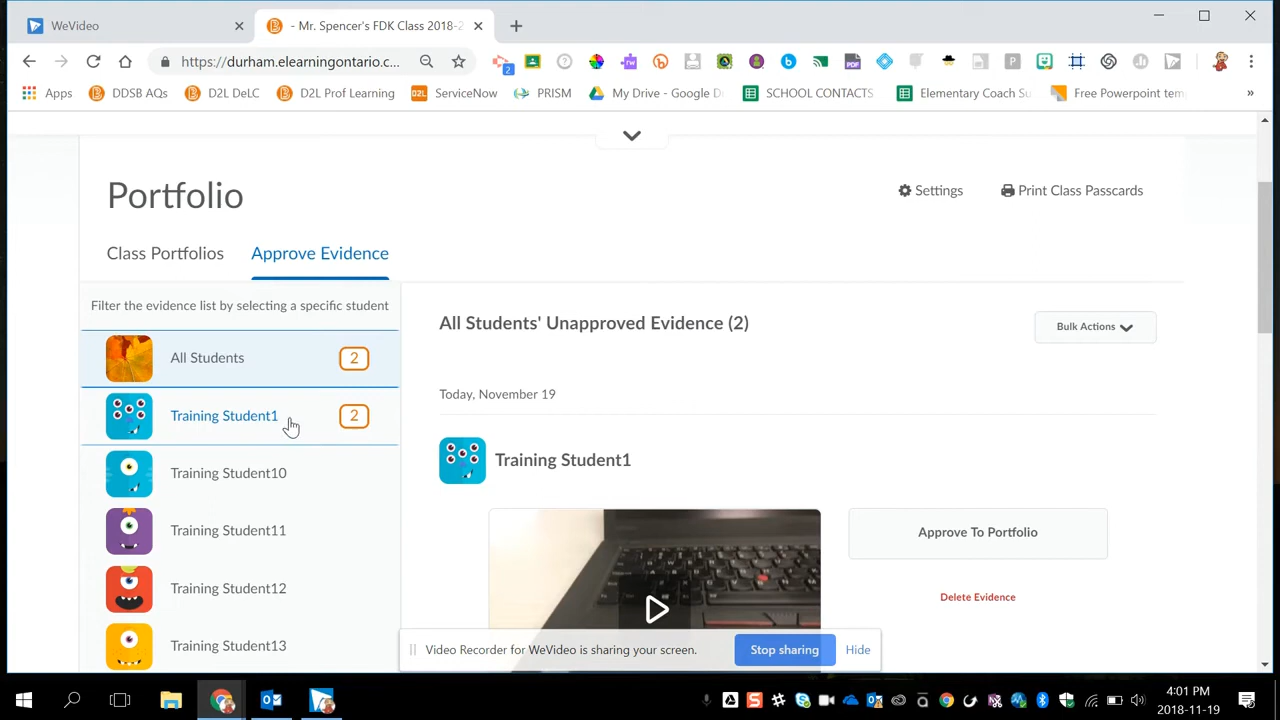 WeVideo
- Mr. Spencer's FDK Class 2018-2
https://durham.elearningontario.c...
2
Apps
DDSB AQs
D2L DeLC
D2L Prof Learning
ServiceNow
PRISM
My Drive - Google D
SCHOOL CONTACTS
Elementary Coach Su
Free Powerpoint tem
»
Portfolio
Settings
Print Class Passcards
Class Portfolios
Approve Evidence
Filter the evidence list by selecting a specific student
All Students' Unapproved Evidence (2)
Bulk Actions
All Students
2
Today, November 19
Training Student1
2
Training Student1
Training Student10
Training Student11
Approve To Portfolio
Training Student12
Delete Evidence
Training Student13
Video Recorder for WeVideo is sharing your screen.
Stop sharing
Hide
4:01 PM
2018-11-19